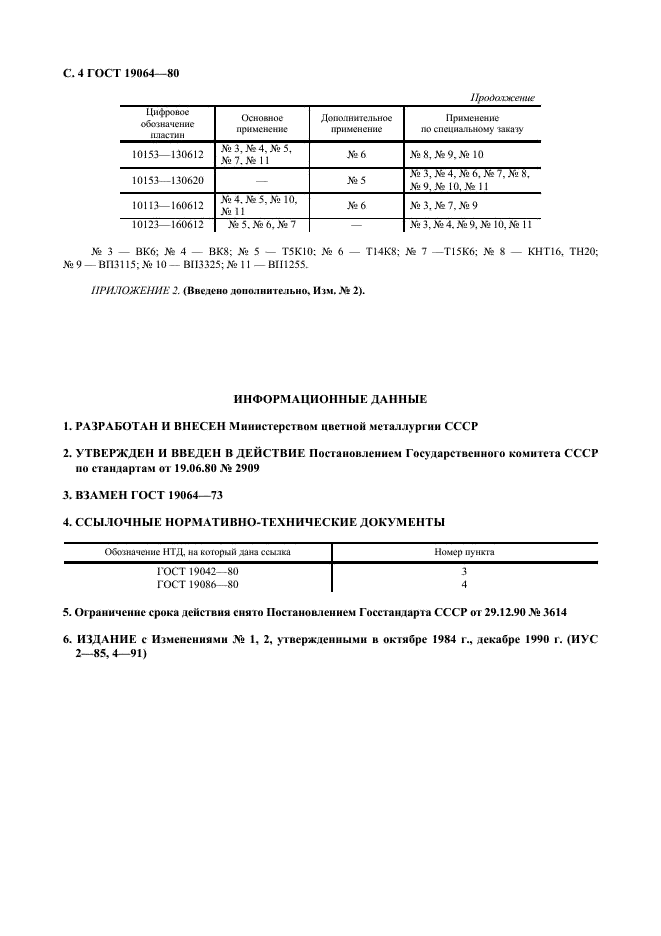 С. 4 ГОСТ 19064—80
Продолжение
Цифровое обозначение пластин | Основное применение | Дополнительное применение | Применение по специальному заказу
10153—130612 | № 3, № 4, № 5, № 7, № 11 | № 6 | № 8, № 9, № 10
10153—130620 | — | № 5 | № 3, № 4, № 6, № 7, № 8, № 9, № 10, № 11
10113—160612 | № 4, № 5, № 10, № 11 | № 6 | № 3, № 7, № 9
10123—160612 | № 5, № 6, № 7 | — | № 3, № 4, № 9, № 10, № 11
№ 3 — ВК6; № 4 — ВК8; № 5 — Т5К10; № 6 — Т14К8; № 7 —Т15К6; № 8 — КНТ16, ТН20;
№ 9 — ВП3115; № 10 — ВП3325; № 11 — ВП1255.
ПРИЛОЖЕНИЕ 2. (Введено дополнительно, Изм. № 2).
ИНФОРМАЦИОННЫЕ ДАННЫЕ
1. РАЗРАБОТАН И ВНЕСЕН Министерством цветной металлургии СССР
2. УТВЕРЖДЕН И ВВЕДЕН В ДЕЙСТВИЕ Постановлением Государственного комитета СССР
по стандартам от 19.06.80 № 2909
3. ВЗАМЕН ГОСТ 19064—73
4. ССЫЛОЧНЫЕ НОРМАТИВНО-ТЕХНИЧЕСКИЕ ДОКУМЕНТЫ
Обозначение НТД, на который дана ссылка | Номер пункта
ГОСТ 19042—80 | 3
ГОСТ 19086—80 | 4
5. Ограничение срока действия снято Постановлением Госстандарта СССР от 29.12.90 № 3614
6. ИЗДАНИЕ с Изменениями № 1, 2, утвержденными в октябре 1984 г., декабре 1990 г. (ИУС
2—85, 4—91)